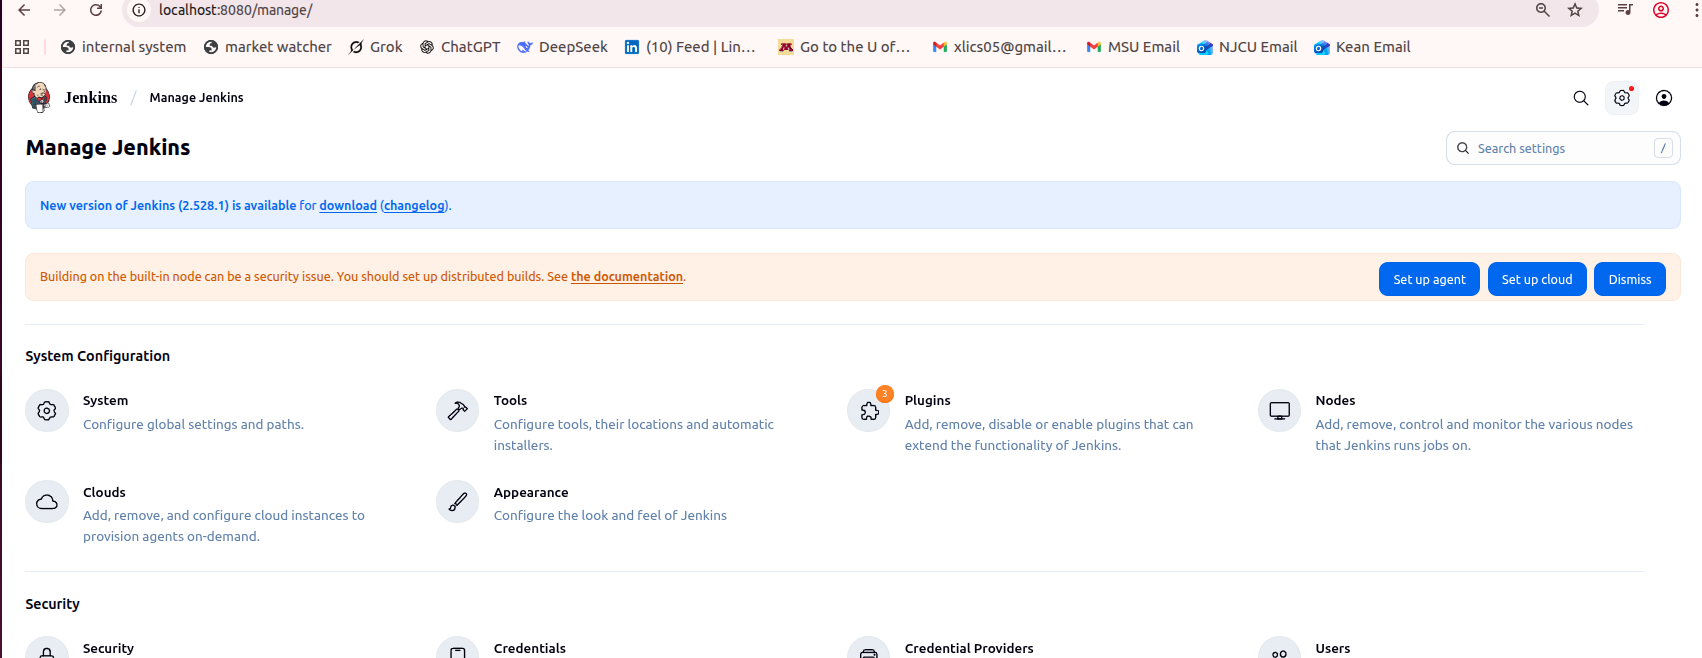 localhost:8080/manage/
internal system market watcher Grok ChatGPT DeepSeek (10) Feed | Lin... Go to the U of... xlics05@gmail... MSU Email NJCU Email Kean Email
Jenkins / Manage Jenkins
Manage Jenkins
Search settings /
New version of Jenkins (2.528.1) is available for download (changelog).
Building on the built-in node can be a security issue. You should set up distributed builds. See the documentation.
Set up agent Set up cloud Dismiss
System Configuration
System
Configure global settings and paths.
Tools
Configure tools, their locations and automatic
installers.
3
Plugins
Add, remove, disable or enable plugins that can
extend the functionality of Jenkins.
Nodes
Add, remove, control and monitor the various nodes
that Jenkins runs jobs on.
Clouds
Add, remove, and configure cloud instances to
provision agents on-demand.
Appearance
Configure the look and feel of Jenkins
Security
Security
Credentials
Credential Providers
Users